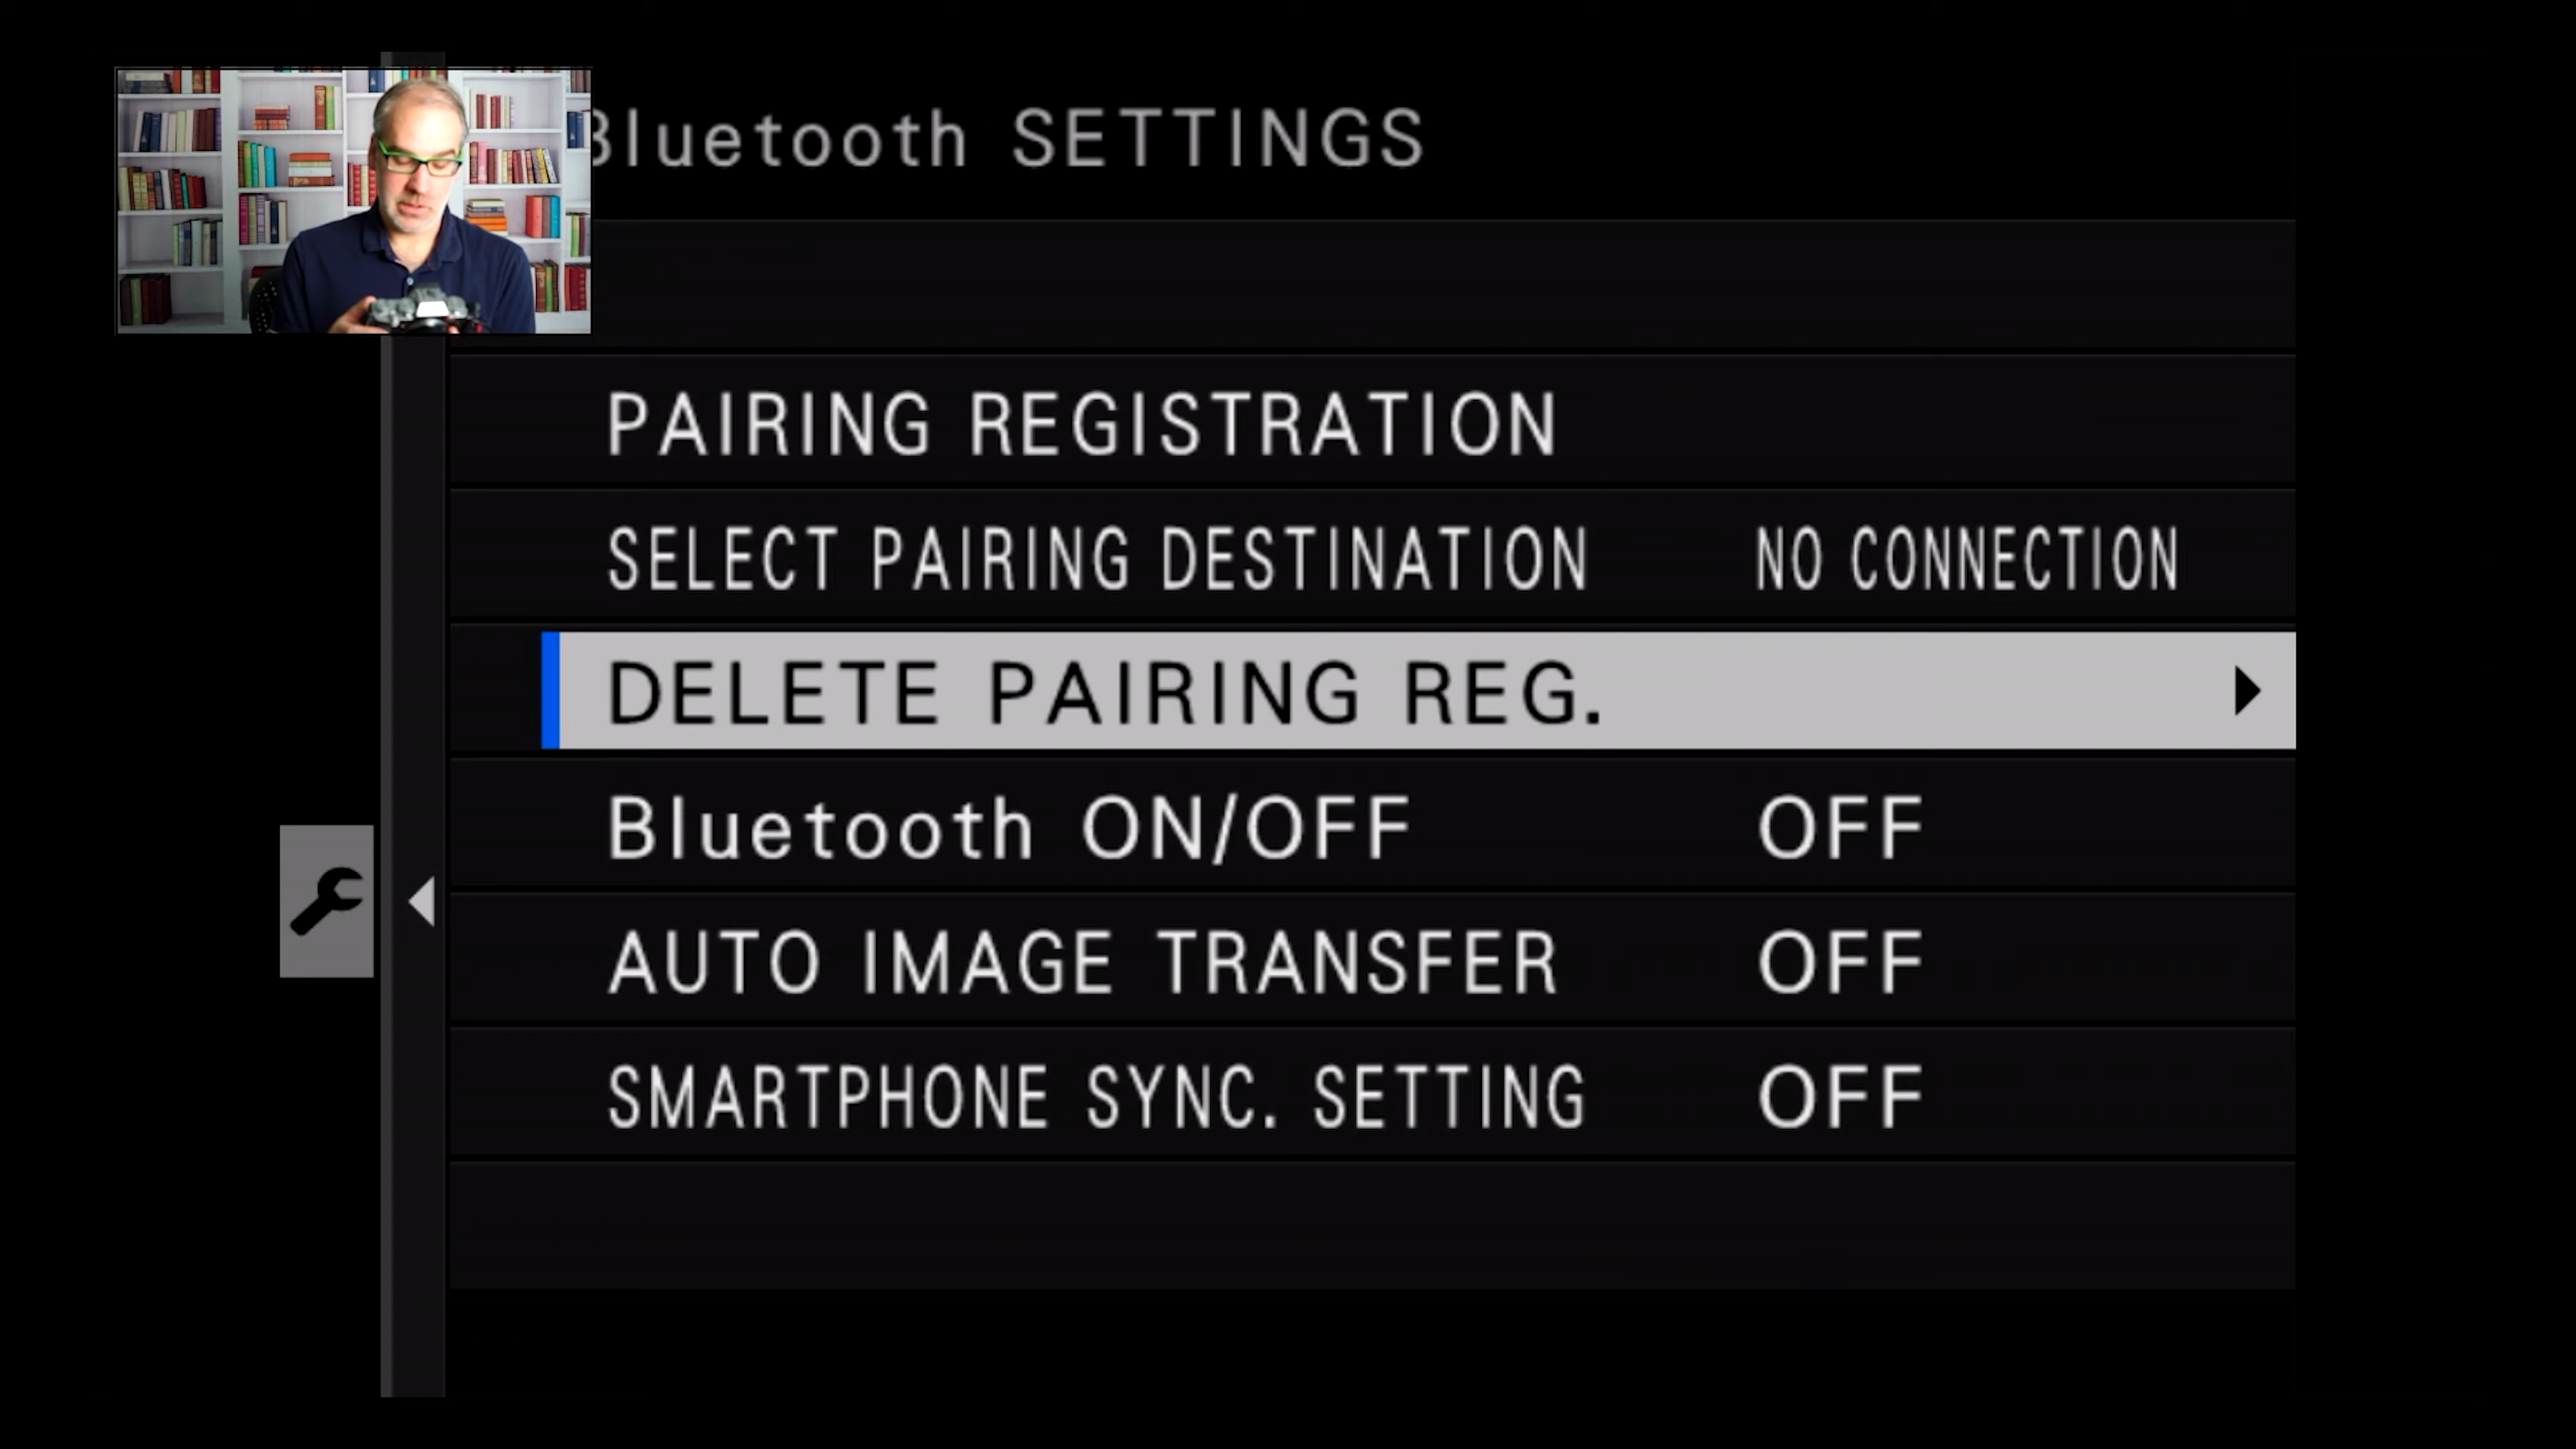 Bluetooth SETTINGS
PAIRING REGISTRATION
SELECT PAIRING DESTINATION NO CONNECTION
DELETE PAIRING REG.
Bluetooth ON/OFF OFF
AUTO IMAGE TRANSFER OFF
SMARTPHONE SYNC. SETTING OFF